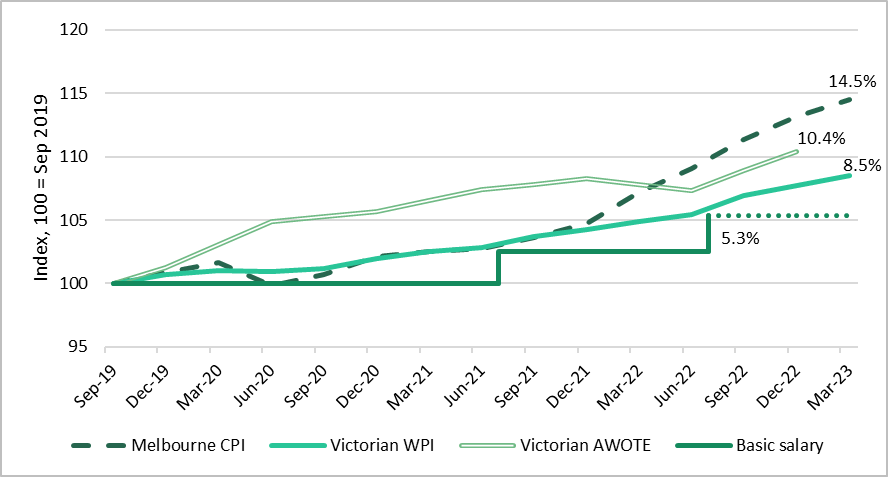 Index, 100 = Sep 2019
120
115
110
105
100
95
14.5%
10.4%
8.5%
5.3%
Sep-19
Dec-19
Mar-20
Jun-20
Sep-20
Dec-20
Mar-21
Jun-21
Sep-21
Dec-21
Mar-22
Jun-22
Sep-22
Dec-22
Mar-23
Melbourne CPI
Victorian WPI
Victorian AWOTE
Basic salary